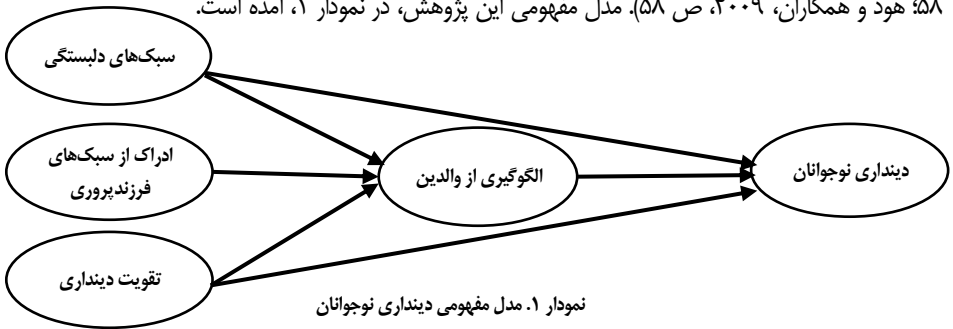 ۵۸؛ هود و همکاران، ۲۰۰۹، ص ۵۸). مدل مفهومی این پژوهش، در نمودار ۱، آمده است.
سبک‌های دلبستگی
ادراک از سبک‌های
فرزندپروری
الگوگیری از والدین
دینداری نوجوانان
تقویت دینداری
نمودار ۱. مدل مفهومی دینداری نوجوانان